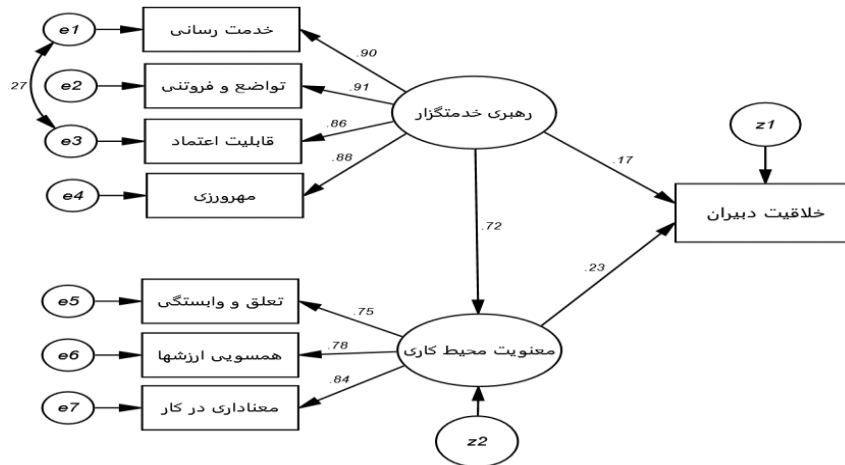 e1
خدمت رسانی
.90
e2
تواضع و فروتنی
.91
.27
e3
قابلیت اعتماد
.86
e4
مهرورزی
.88
رهبری خدمتگزار
z1
.17
خلاقیت دبیران
.72
.23
e5
تعلق و وابستگی
.75
e6
همسویی ارزشها
.78
e7
معناداری در کار
.84
معنویت محیط کاری
z2